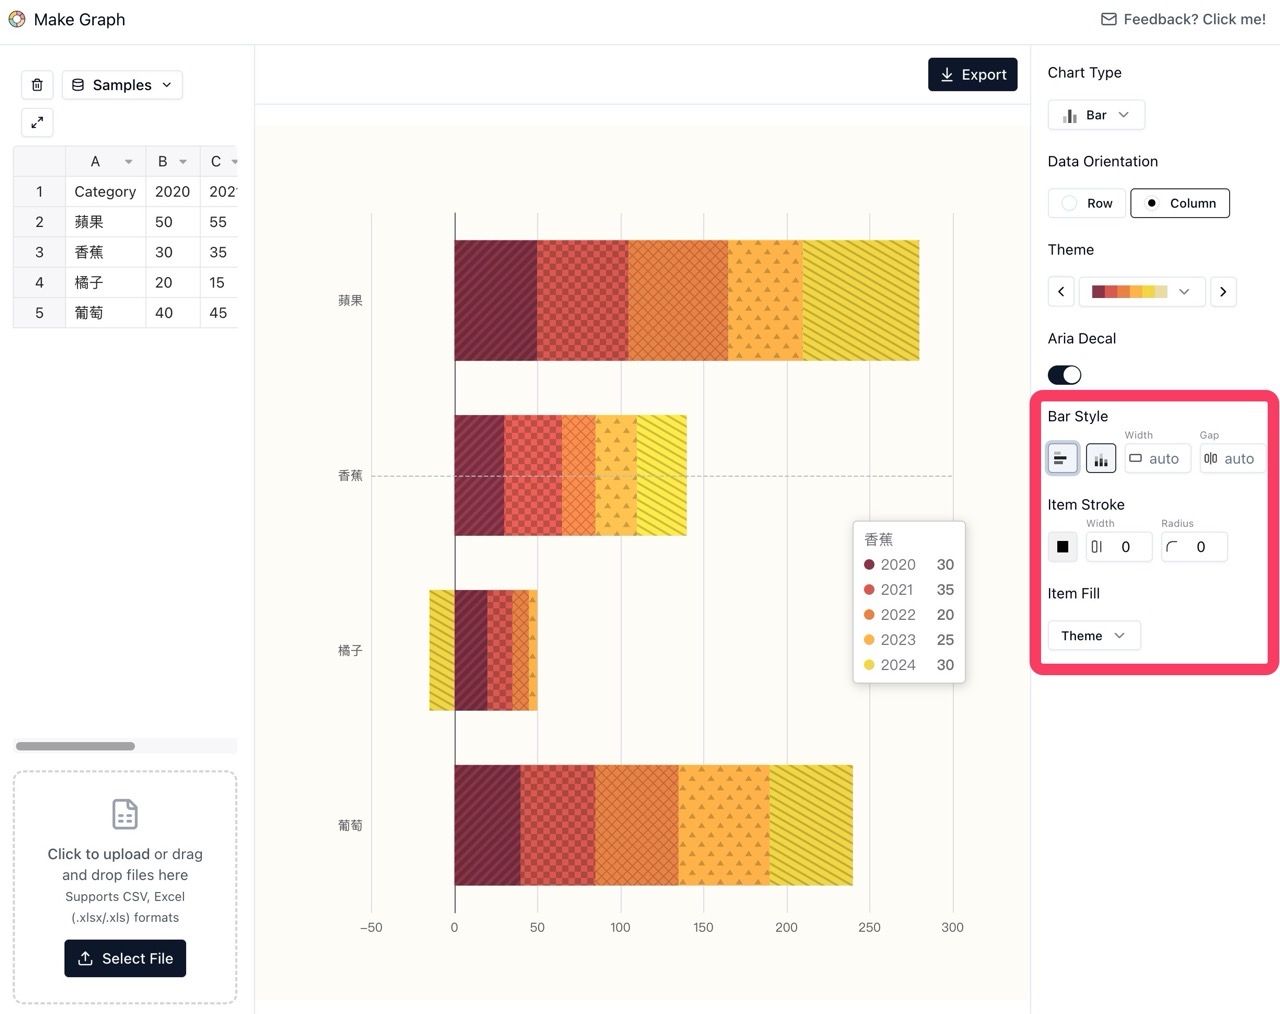 Make Graph
Feedback? Click me!
Samples
Export
A B C
1 Category 2020 202
2 蘋果 50 55
3 香蕉 30 35
4 橘子 20 15
5 葡萄 40 45
Click to upload or drag
and drop files here
Supports CSV, Excel
(.xlsx/.xls) formats
Select File
蘋果
香蕉
橘子
葡萄
−50 0 50 100 150 200 250 300
香蕉
2020 30
2021 35
2022 20
2023 25
2024 30
Chart Type
Bar
Data Orientation
Row Column
Theme
Aria Decal
Bar Style
Width Gap
auto auto
Item Stroke
Width Radius
0 0
Item Fill
Theme